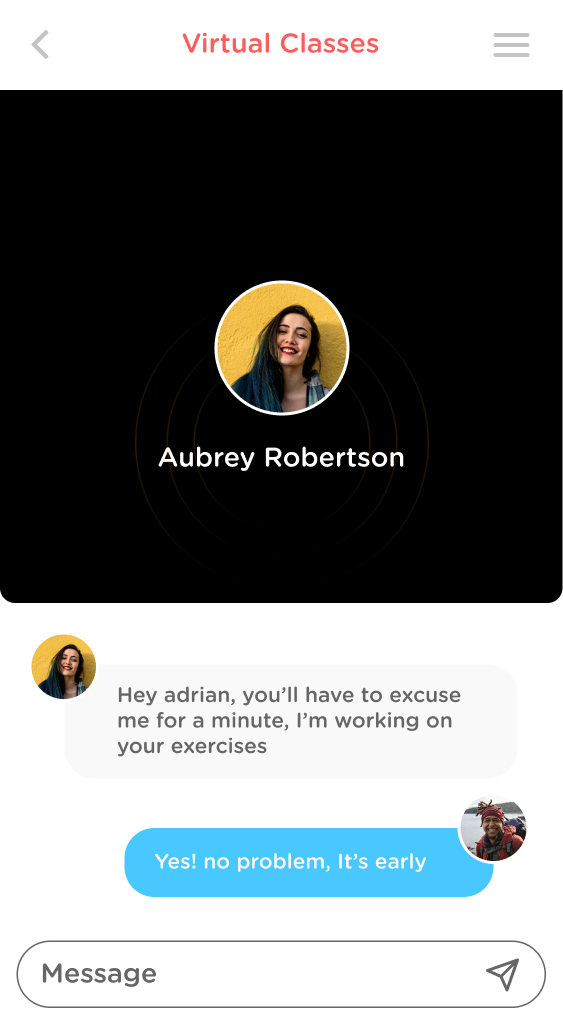 Virtual Classes
Aubrey Robertson
Hey adrian, you’ll have to excuse
me for a minute, I’m working on
your exercises
Yes! no problem, It’s early
Message